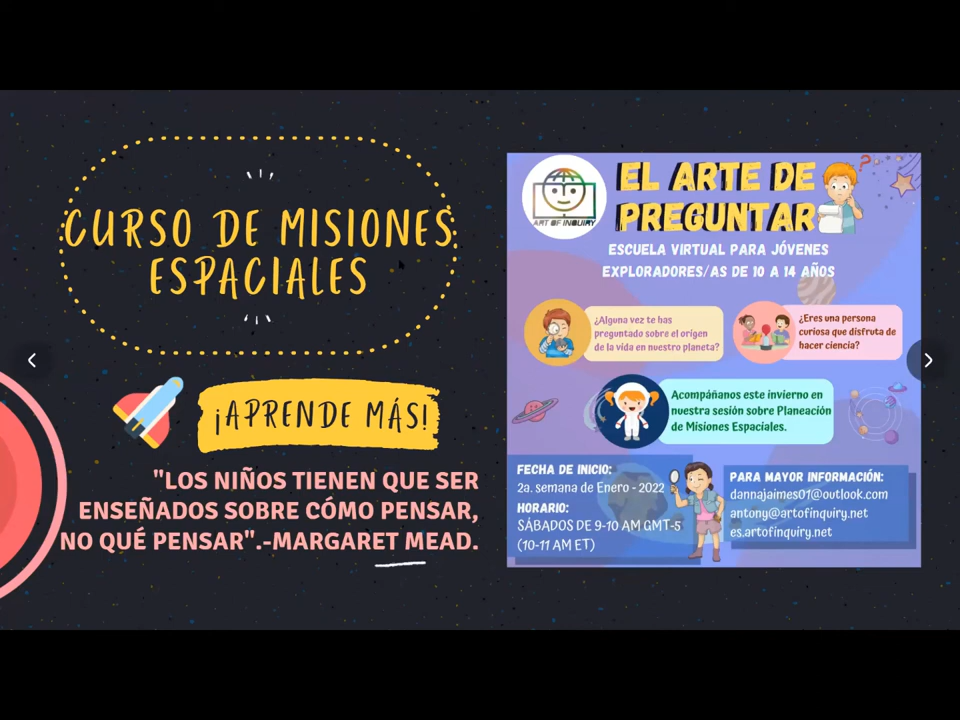 CURSO DE MISIONES
ESPACIALES
¡APRENDE MÁS!
"LOS NIÑOS TIENEN QUE SER
ENSEÑADOS SOBRE CÓMO PENSAR,
NO QUÉ PENSAR".-MARGARET MEAD.
ART OF INQUIRY
EL ARTE DE
PREGUNTAR
ESCUELA VIRTUAL PARA JÓVENES
EXPLORADORES/AS DE 10 A 14 AÑOS
¿Alguna vez te has
preguntado sobre el origen
de la vida en nuestro planeta?
¿Eres una persona
curiosa que disfruta de
hacer ciencia?
Acompáñanos este invierno en
nuestra sesión sobre Planeación
de Misiones Espaciales.
FECHA DE INICIO:
2a. semana de Enero - 2022
HORARIO:
SÁBADOS DE 9-10 AM GMT-5
(10-11 AM ET)
PARA MAYOR INFORMACIÓN:
dannajaimes01@outlook.com
antony@artofinquiry.net
es.artofinquiry.net